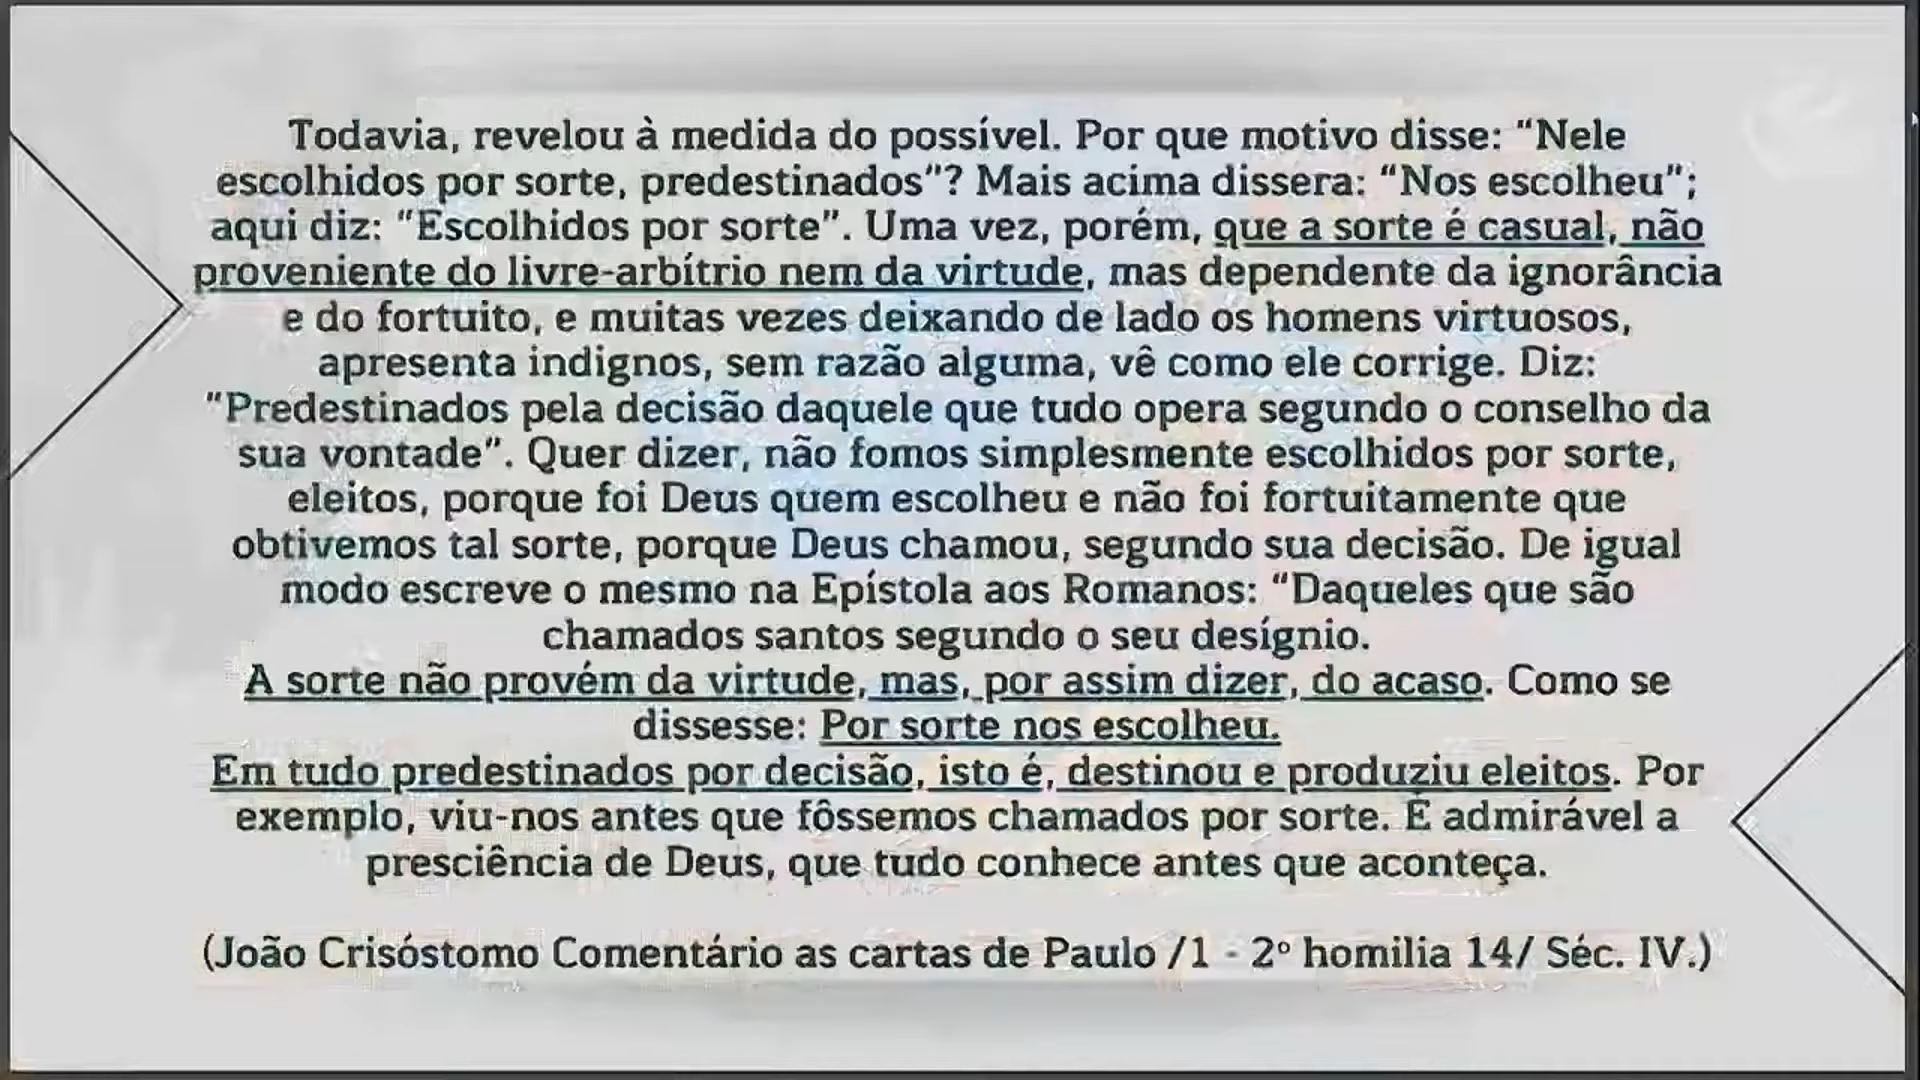 Todavia, revelou à medida do possível. Por que motivo disse: “Nele
escolhidos por sorte, predestinados”? Mais acima dissera: “Nos escolheu”;
aqui diz: “Escolhidos por sorte”. Uma vez, porém, que a sorte é casual, não
proveniente do livre-arbítrio nem da virtude, mas dependente da ignorância
e do fortuito, e muitas vezes deixando de lado os homens virtuosos,
apresenta indignos, sem razão alguma, vê como ele corrige. Diz:
“Predestinados pela decisão daquele que tudo opera segundo o conselho da
sua vontade”. Quer dizer, não fomos simplesmente escolhidos por sorte,
eleitos, porque foi Deus quem escolheu e não foi fortuitamente que
obtivemos tal sorte, porque Deus chamou, segundo sua decisão. De igual
modo escreve o mesmo na Epístola aos Romanos: “Daqueles que são
chamados santos segundo o seu desígnio.
A sorte não provém da virtude, mas, por assim dizer, do acaso. Como se
dissesse: Por sorte nos escolheu.
Em tudo predestinados por decisão, isto é, destinou e produziu eleitos. Por
exemplo, viu-nos antes que fôssemos chamados por sorte. É admirável a
presciência de Deus, que tudo conhece antes que aconteça.
(João Crisóstomo Comentário as cartas de Paulo /1 - 2º homilia 14/ Séc. IV.)